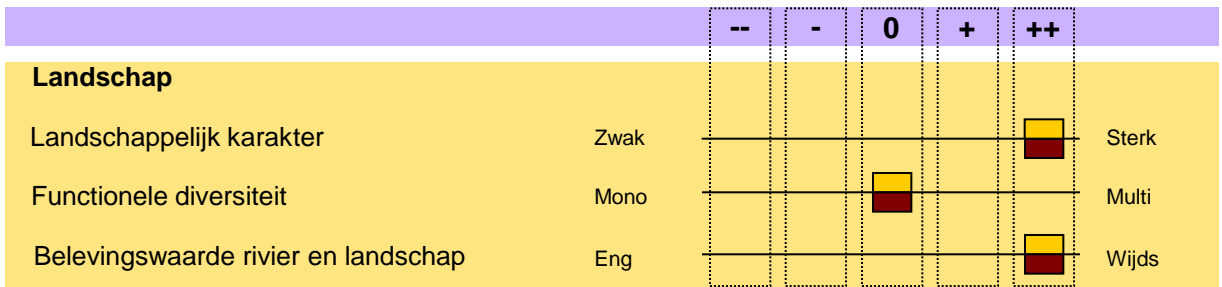 -- - 0 + ++
Landschap
Landschappelijk karakter Zwak Sterk
Functionele diversiteit Mono Multi
Belevingswaarde rivier en landschap Eng Wijds